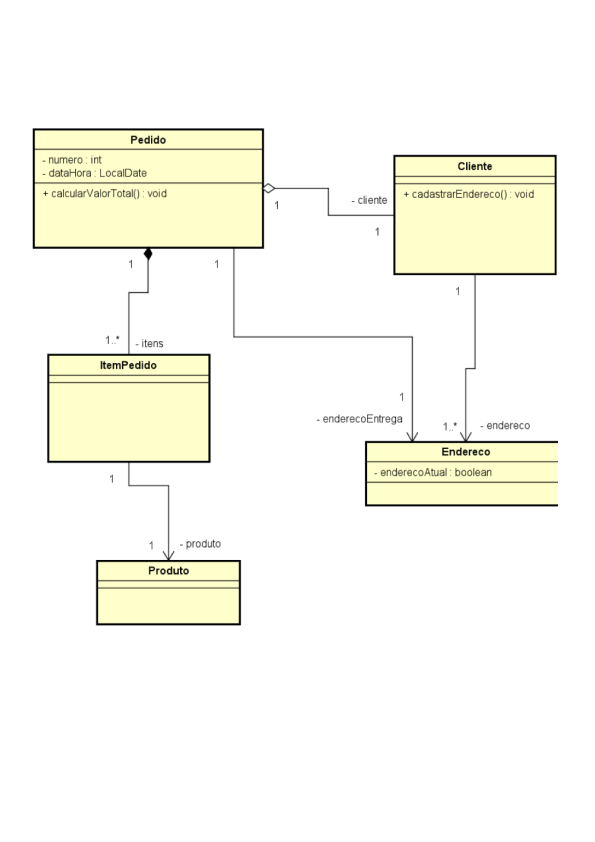 Pedido
- numero : int
- dataHora : LocalDate
+ calcularValorTotal() : void
Cliente
+ cadastrarEndereco() : void
1
- cliente
1
1
1
1
1..*
- itens
ItemPedido
1
- enderecoEntrega
1..*
- endereco
Endereco
- enderecoAtual : boolean
1
1
- produto
Produto